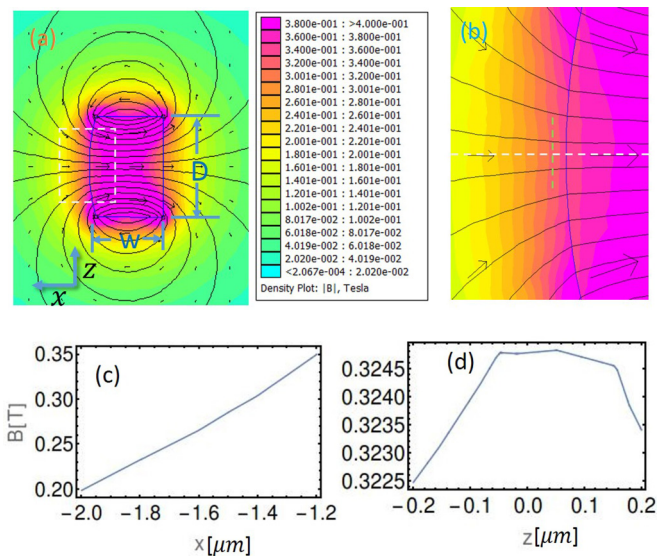 (a)
D
W
z
x
3.800e-001 : >4.000e-001
3.600e-001 : 3.800e-001
3.400e-001 : 3.600e-001
3.200e-001 : 3.400e-001
3.001e-001 : 3.200e-001
2.801e-001 : 3.001e-001
2.601e-001 : 2.801e-001
2.401e-001 : 2.601e-001
2.201e-001 : 2.401e-001
2.001e-001 : 2.201e-001
1.801e-001 : 2.001e-001
1.601e-001 : 1.801e-001
1.401e-001 : 1.601e-001
1.201e-001 : 1.401e-001
1.002e-001 : 1.201e-001
8.017e-002 : 1.002e-001
6.018e-002 : 8.017e-002
4.019e-002 : 6.018e-002
2.020e-002 : 4.019e-002
<2.067e-004 : 2.020e-002
Density Plot: |B|, Tesla
(b)
(c)
B[T]
0.35
0.30
0.25
0.20
−2.0 −1.8 −1.6 −1.4 −1.2
x[μm]
(d)
0.3245
0.3240
0.3235
0.3230
0.3225
−0.2 −0.1 0.0 0.1 0.2
z[μm]